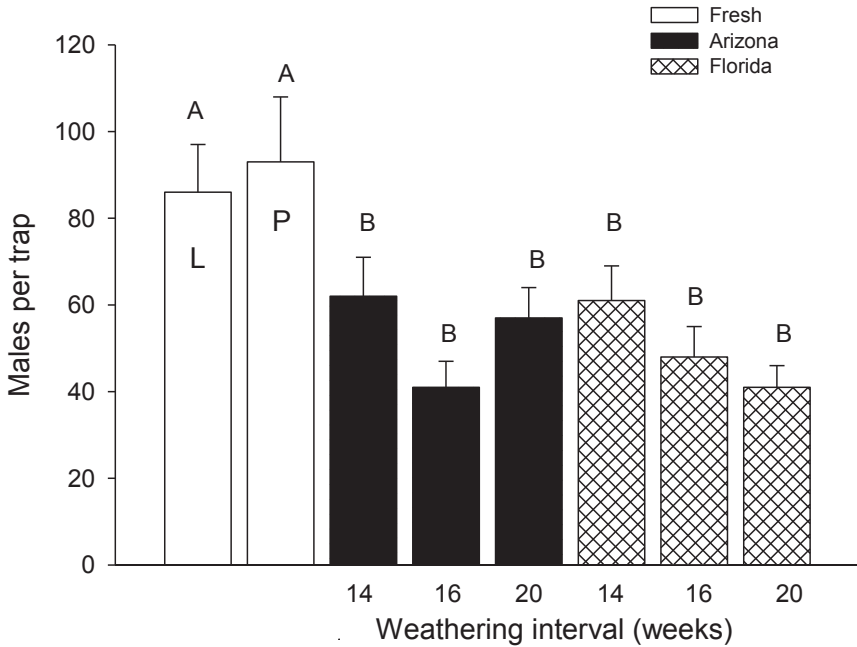 Fresh
Arizona
Florida
120
100
80
60
40
20
0
Males per trap
A
A
L
P
B
B
B
B
B
B
14
16
20
14
16
20
Weathering interval (weeks)